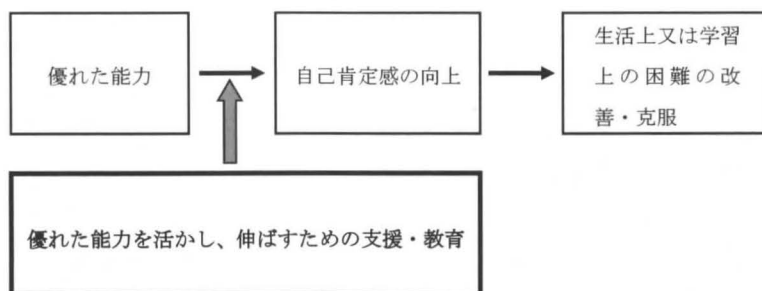 優れた能力
自己肯定感の向上
生活上又は学習
上の困難の改
善・克服
優れた能力を活かし、伸ばすための支援・教育